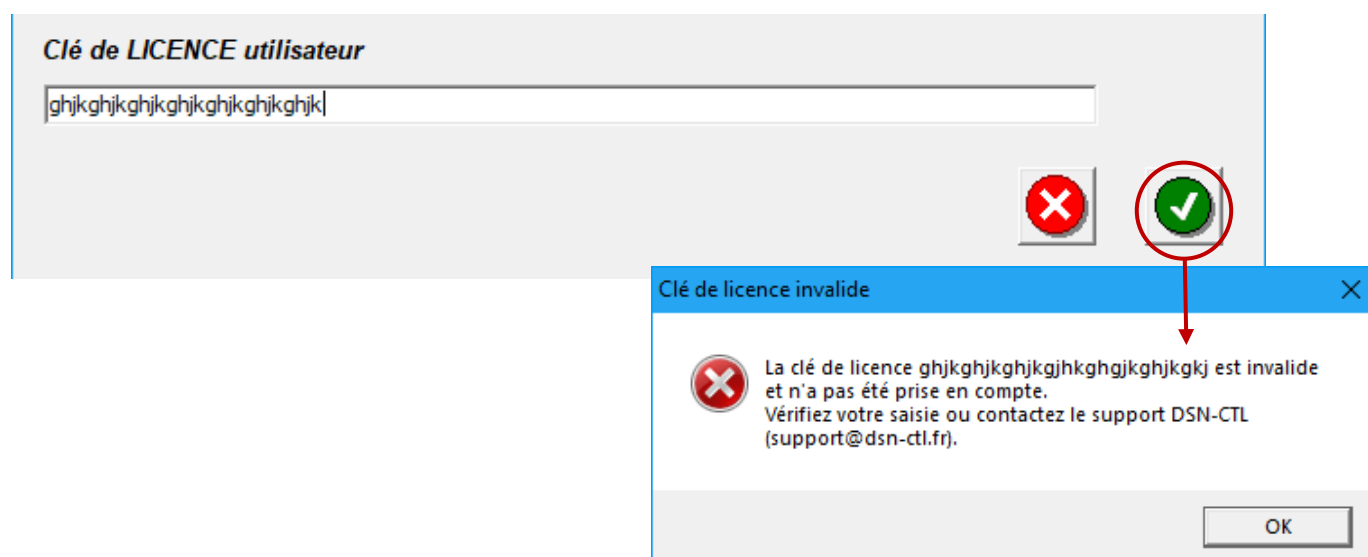 Clé de LICENCE utilisateur
ghjkghjkghjkghjkghjkghjkghjk
Clé de licence invalide
La clé de licence ghjkghjkghjkgjhkghgjkghjkgkj est invalide
et n'a pas été prise en compte.
Vérifiez votre saisie ou contactez le support DSN-CTL
(support@dsn-ctl.fr).
OK